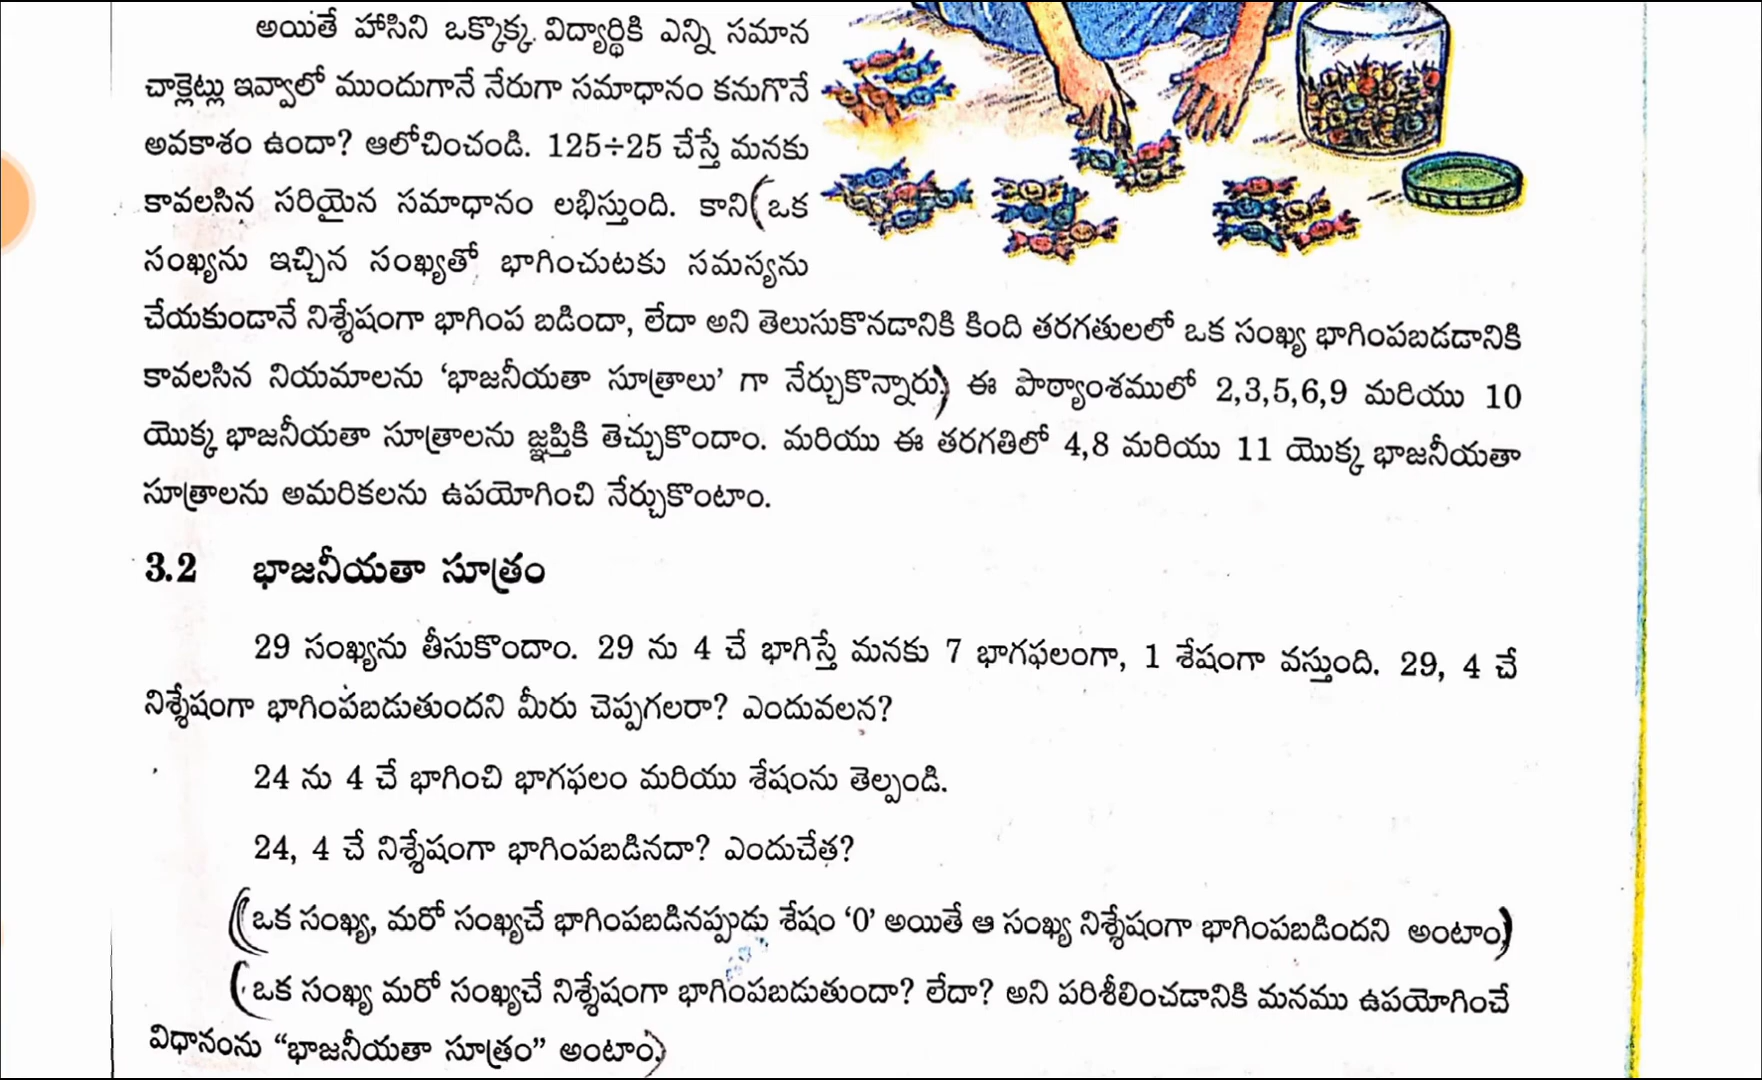 అయితే హాసిని ఒక్కొక్క విద్యార్థికి ఎన్ని సమాన
చాక్లెట్లు ఇవ్వాలో ముందుగానే నేరుగా సమాధానం కనుగొనే
అవకాశం ఉందా? ఆలోచించండి. 125÷25 చేస్తే మనకు
కావలసిన సరియైన సమాధానం లభిస్తుంది. కాని (ఒక
సంఖ్యను ఇచ్చిన సంఖ్యతో భాగించుటకు సమస్యను
చేయకుండానే నిశ్శేషంగా భాగింప బడిందా, లేదా అని తెలుసుకొనడానికి కింది తరగతులలో ఒక సంఖ్య భాగింపబడడానికి
కావలసిన నియమాలను ‘భాజనీయతా సూత్రాలు’ గా నేర్చుకొన్నారు.) ఈ పాఠ్యాంశములో 2,3,5,6,9 మరియు 10
యొక్క భాజనీయతా సూత్రాలను జ్ఞప్తికి తెచ్చుకొందాం. మరియు ఈ తరగతిలో 4,8 మరియు 11 యొక్క భాజనీయతా
సూత్రాలను అమరికలను ఉపయోగించి నేర్చుకొంటాం.
3.2 భాజనీయతా సూత్రం
29 సంఖ్యను తీసుకొందాం. 29 ను 4 చే భాగిస్తే మనకు 7 భాగఫలంగా, 1 శేషంగా వస్తుంది. 29, 4 చే
నిశ్శేషంగా భాగింపబడుతుందని మీరు చెప్పగలరా? ఎందువలన?
24 ను 4 చే భాగించి భాగఫలం మరియు శేషంను తెల్పండి.
24, 4 చే నిశ్శేషంగా భాగింపబడినదా? ఎందుచేత?
(ఒక సంఖ్య, మరో సంఖ్యచే భాగింపబడినప్పుడు శేషం ‘0’ అయితే ఆ సంఖ్య నిశ్శేషంగా భాగింపబడిందని అంటాం)
(ఒక సంఖ్య మరో సంఖ్యచే నిశ్శేషంగా భాగింపబడుతుందా? లేదా? అని పరిశీలించడానికి మనము ఉపయోగించే
విధానంను “భాజనీయతా సూత్రం” అంటాం.)